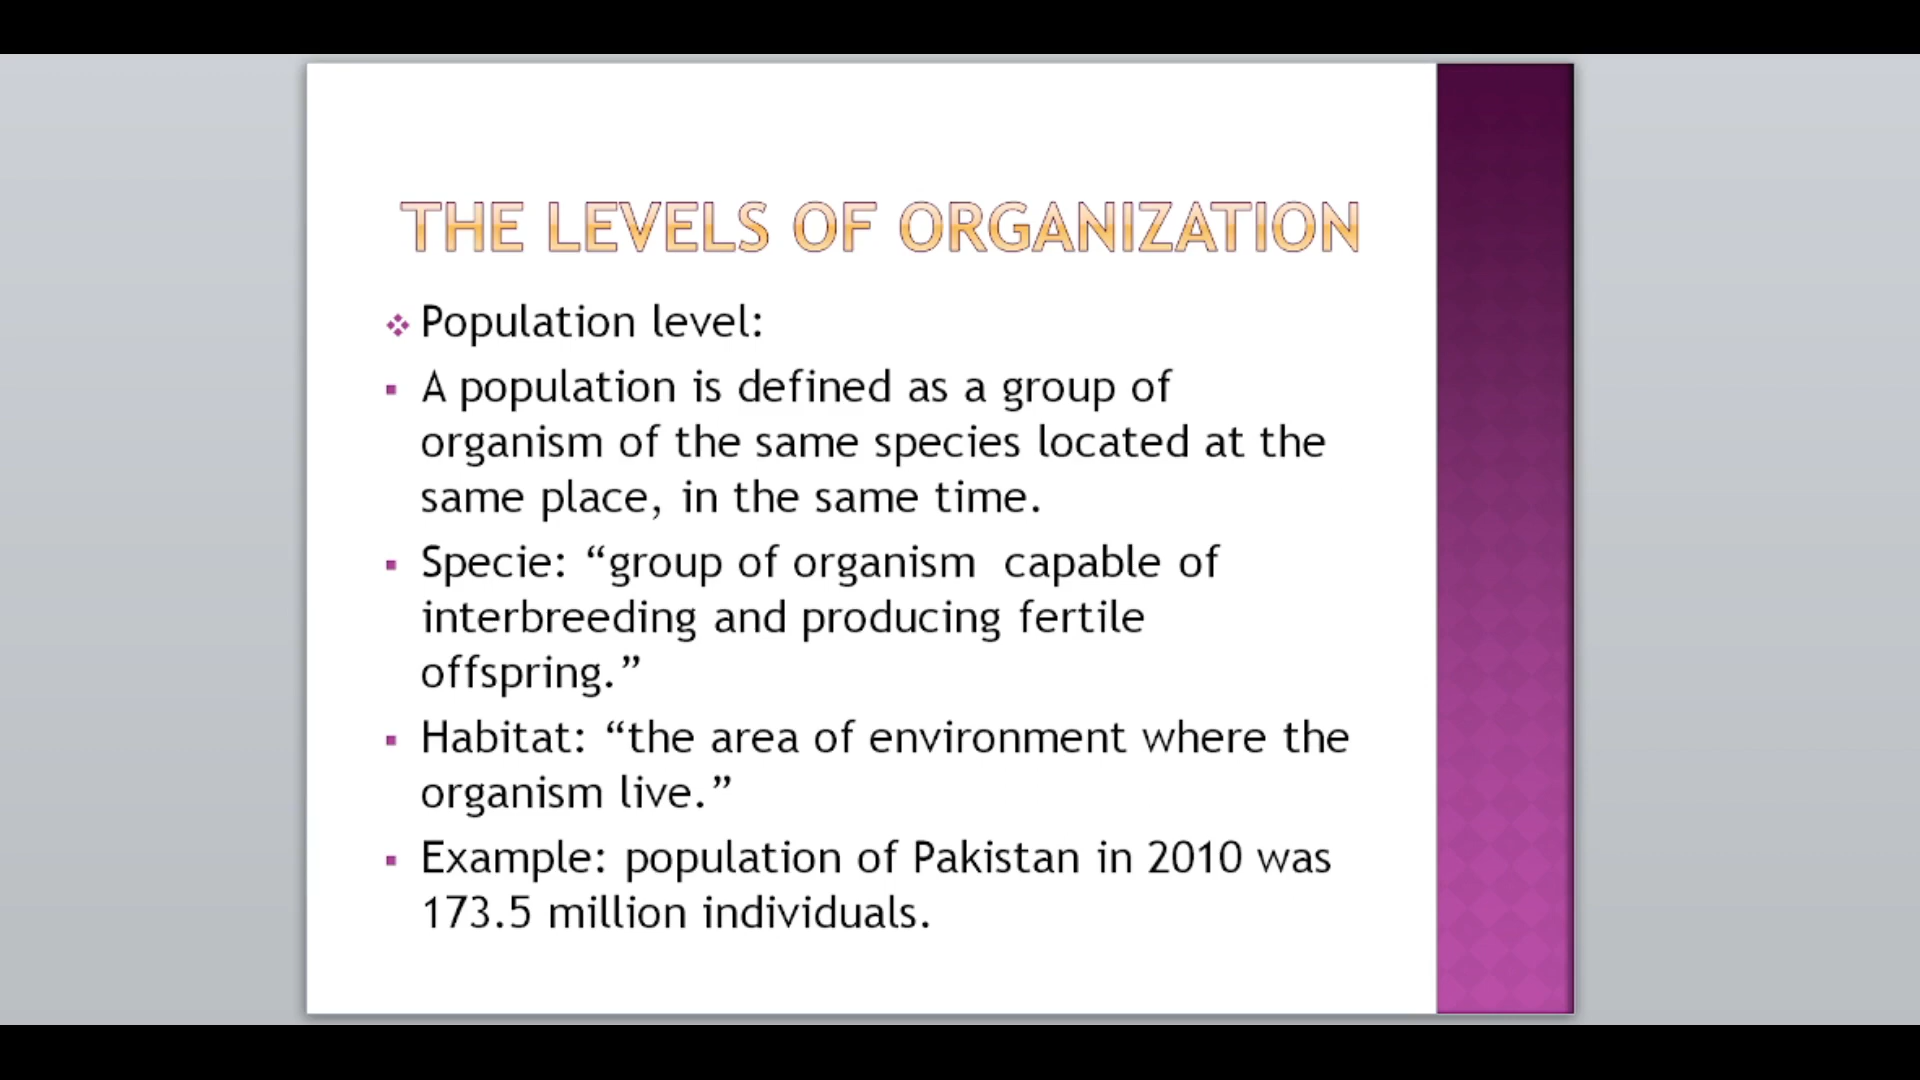 THE LEVELS OF ORGANIZATION
Population level:
A population is defined as a group of
organism of the same species located at the
same place, in the same time.
Specie: “group of organism  capable of
interbreeding and producing fertile
offspring.”
Habitat: “the area of environment where the
organism live.”
Example: population of Pakistan in 2010 was
173.5 million individuals.